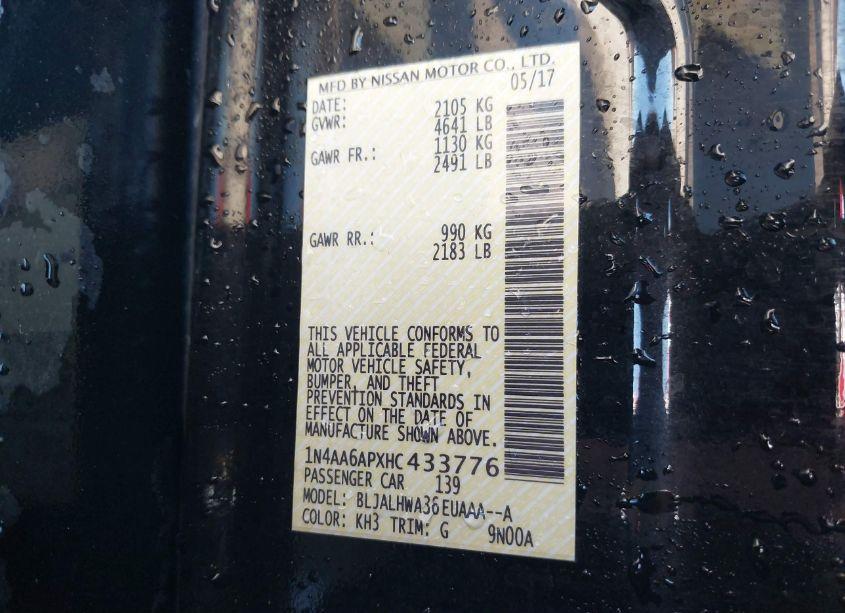 MFD BY NISSAN MOTOR CO., LTD.
DATE: 05/17
GVWR: 2105 KG
4641 LB
GAWR FR.: 1130 KG
2491 LB
GAWR RR.: 990 KG
2183 LB
THIS VEHICLE CONFORMS TO
ALL APPLICABLE FEDERAL
MOTOR VEHICLE SAFETY,
BUMPER, AND THEFT
PREVENTION STANDARDS IN
EFFECT ON THE DATE OF
MANUFACTURE SHOWN ABOVE.
1N4AA6APXHC433776
PASSENGER CAR 139
MODEL: BLJALHWA36EUAAA--A
COLOR: KH3 TRIM: G 9N00A